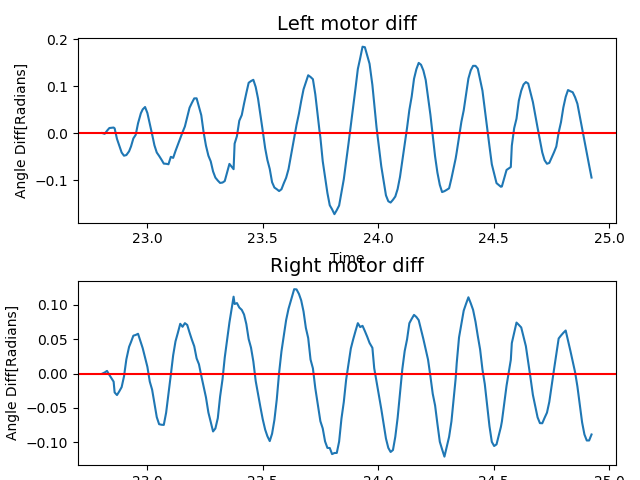 Left motor diff
0.2
0.1
0.0
−0.1
Angle Diff[Radians]
23.0 23.5 24.0 24.5 25.0
Time
Right motor diff
0.10
0.05
0.00
−0.05
−0.10
Angle Diff[Radians]
23.0 23.5 24.0 24.5 25.0